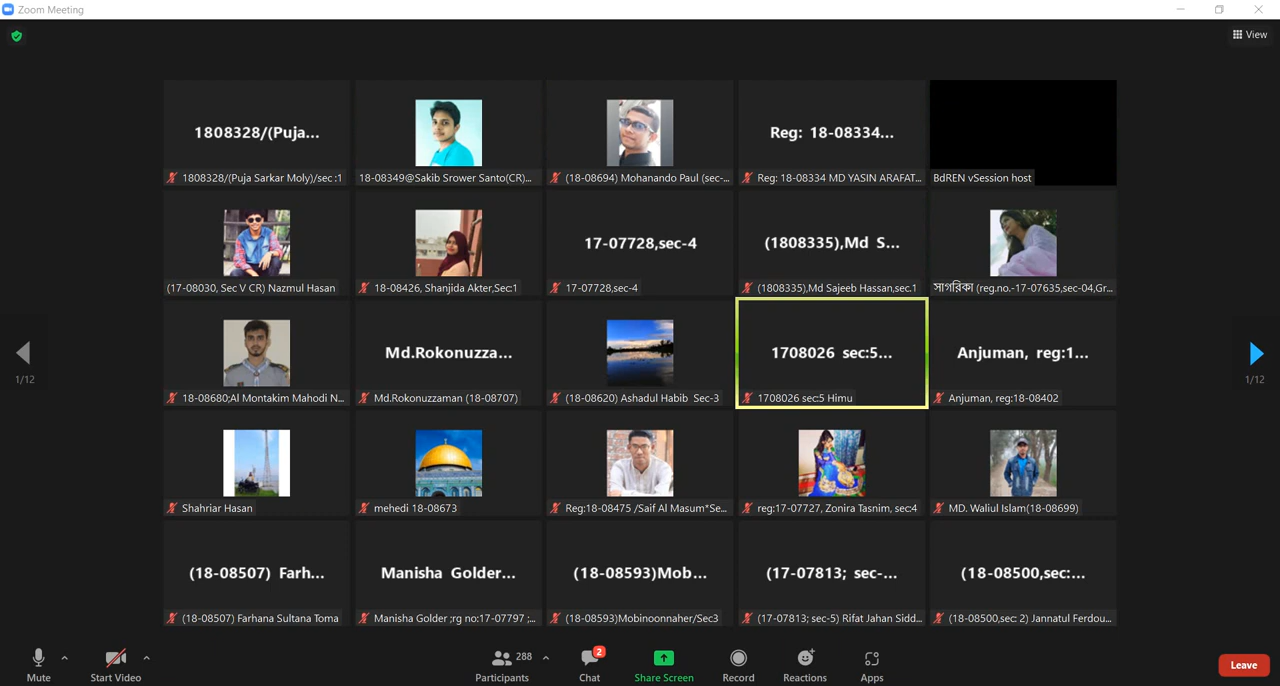 Zoom Meeting
View
1808328/(Puja...
1808328/(Puja Sarkar Moly)/sec :1
18-08349@Sakib Srower Santo(CR)...
(18-08694) Mohanando Paul (sec-...
Reg: 18-08334...
Reg: 18-08334 MD YASIN ARAFAT...
BdREN vSession host
(17-08030, Sec V CR) Nazmul Hasan
18-08426, Shanjida Akter,Sec:1
17-07728,sec-4
17-07728,sec-4
(1808335),Md S...
(1808335),Md Sajeeb Hassan,sec.1
সাগরিকা (reg.no.-17-07635,sec-04,Gr...
18-08680;Al Montakim Mahodi N...
Md.Rokonuzza...
Md.Rokonuzzaman (18-08707)
(18-08620) Ashadul Habib Sec-3
1708026 sec:5...
1708026 sec:5 Himu
Anjuman, reg:1...
Anjuman, reg:18-08402
1/12
1/12
Shahriar Hasan
mehedi 18-08673
Reg:18-08475 /Saif Al Masum*Se...
reg:17-07727, Zonira Tasnim, sec:4
MD. Waliul Islam(18-08699)
(18-08507) Farh...
(18-08507) Farhana Sultana Toma
Manisha Golder...
Manisha Golder ;rg no:17-07797 ;...
(18-08593)Mob...
(18-08593)Mobinoonnaher/Sec3
(17-07813; sec-...
(17-07813; sec-5) Rifat Jahan Sidd...
(18-08500,sec:...
(18-08500,sec 2) Jannatul Ferdou...
Mute
Start Video
288
Participants
2
Chat
Share Screen
Record
Reactions
Apps
Leave